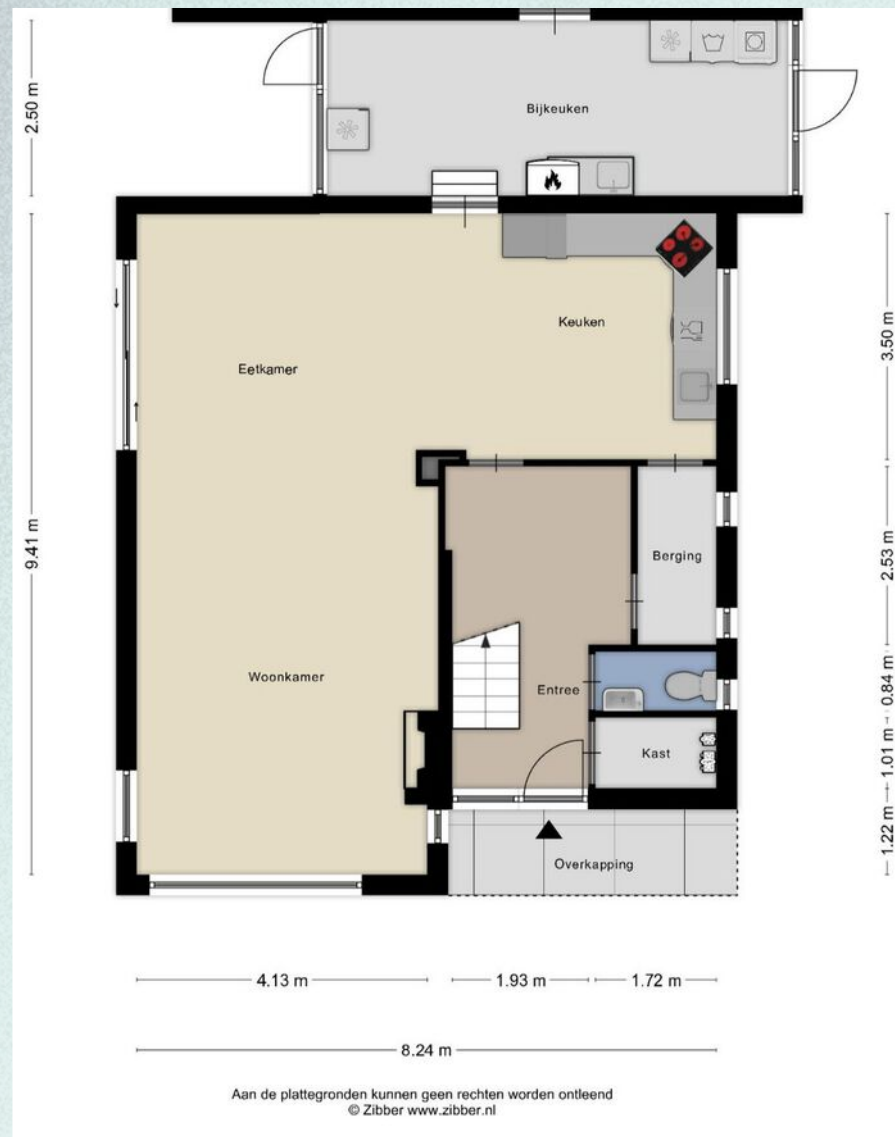 2.50 m
Bijkeuken
Keuken
Eetkamer
3.50 m
9.41 m
Berging
2.53 m
Woonkamer
Entree
0.84 m
Kast
1.01 m
1.22 m
Overkapping
4.13 m
1.93 m
1.72 m
8.24 m
Aan de plattegronden kunnen geen rechten worden ontleend
© Zibber www.zibber.nl